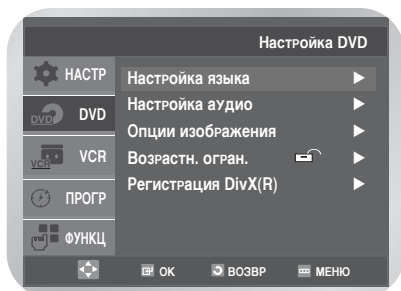 Настройка DVD
НАСТР
Настройка языка
DVD
DVD
Настройка аудио
Опции изображения
VCR
VCR
Возрастн. огран.
Регистрация DivX(R)
ПРОГР
ФУНКЦ
ОК
ВОЗВР
МЕНЮ